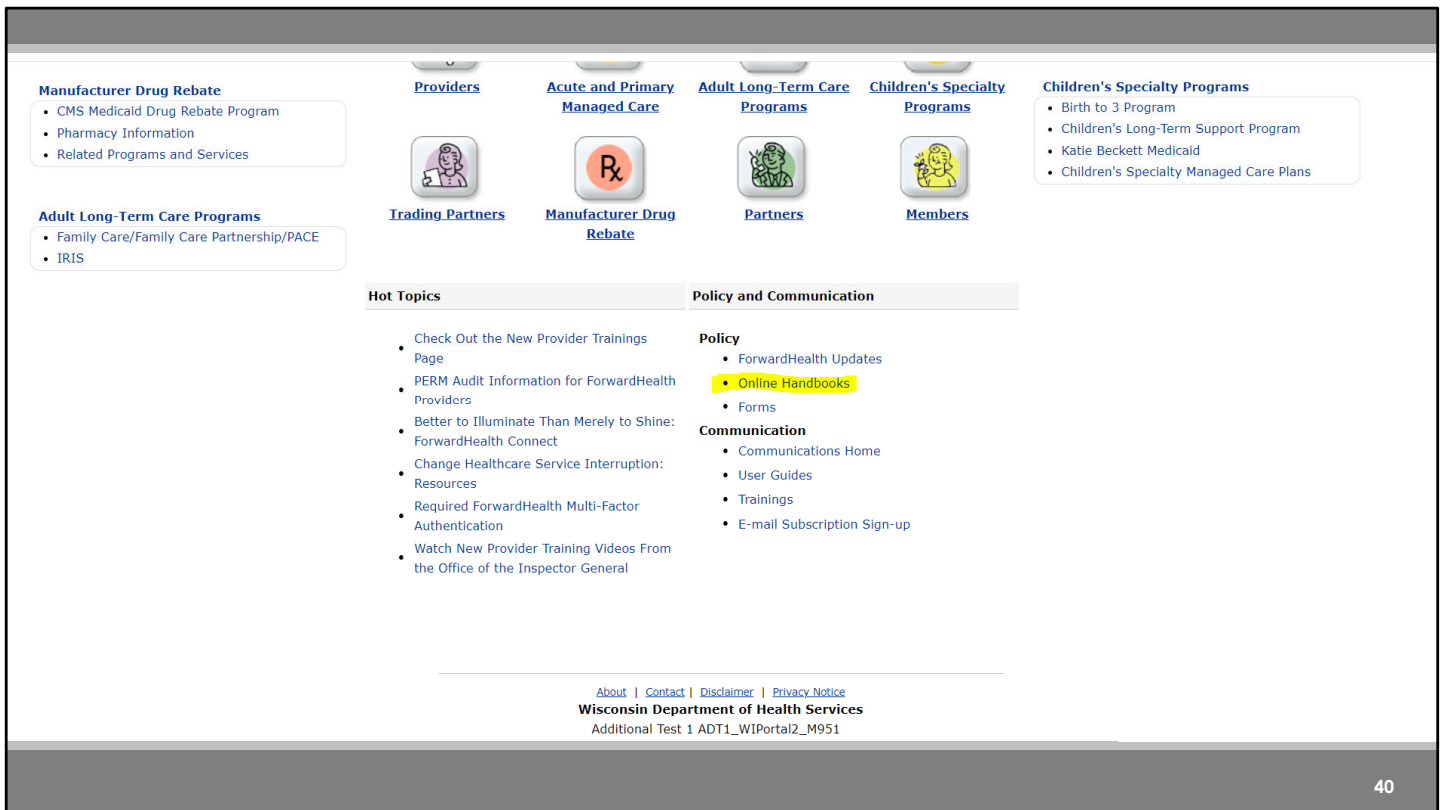 Manufacturer Drug Rebate
• CMS Medicaid Drug Rebate Program
• Pharmacy Information
• Related Programs and Services
Adult Long-Term Care Programs
• Family Care/Family Care Partnership/PACE
• IRIS
Providers
Acute and Primary
Managed Care
Adult Long-Term Care
Programs
Children's Specialty
Programs
Rx
Trading Partners
Manufacturer Drug
Rebate
Partners
Members
Hot Topics
• Check Out the New Provider Trainings
Page
• PERM Audit Information for ForwardHealth
Providers
• Better to Illuminate Than Merely to Shine:
ForwardHealth Connect
• Change Healthcare Service Interruption:
Resources
• Required ForwardHealth Multi-Factor
Authentication
• Watch New Provider Training Videos From
the Office of the Inspector General
Policy and Communication
Policy
• ForwardHealth Updates
• Online Handbooks
• Forms
Communication
• Communications Home
• User Guides
• Trainings
• E-mail Subscription Sign-up
Children's Specialty Programs
• Birth to 3 Program
• Children's Long-Term Support Program
• Katie Beckett Medicaid
• Children's Specialty Managed Care Plans
About | Contact | Disclaimer | Privacy Notice
Wisconsin Department of Health Services
Additional Test 1 ADT1_WIPortal2_M951
40